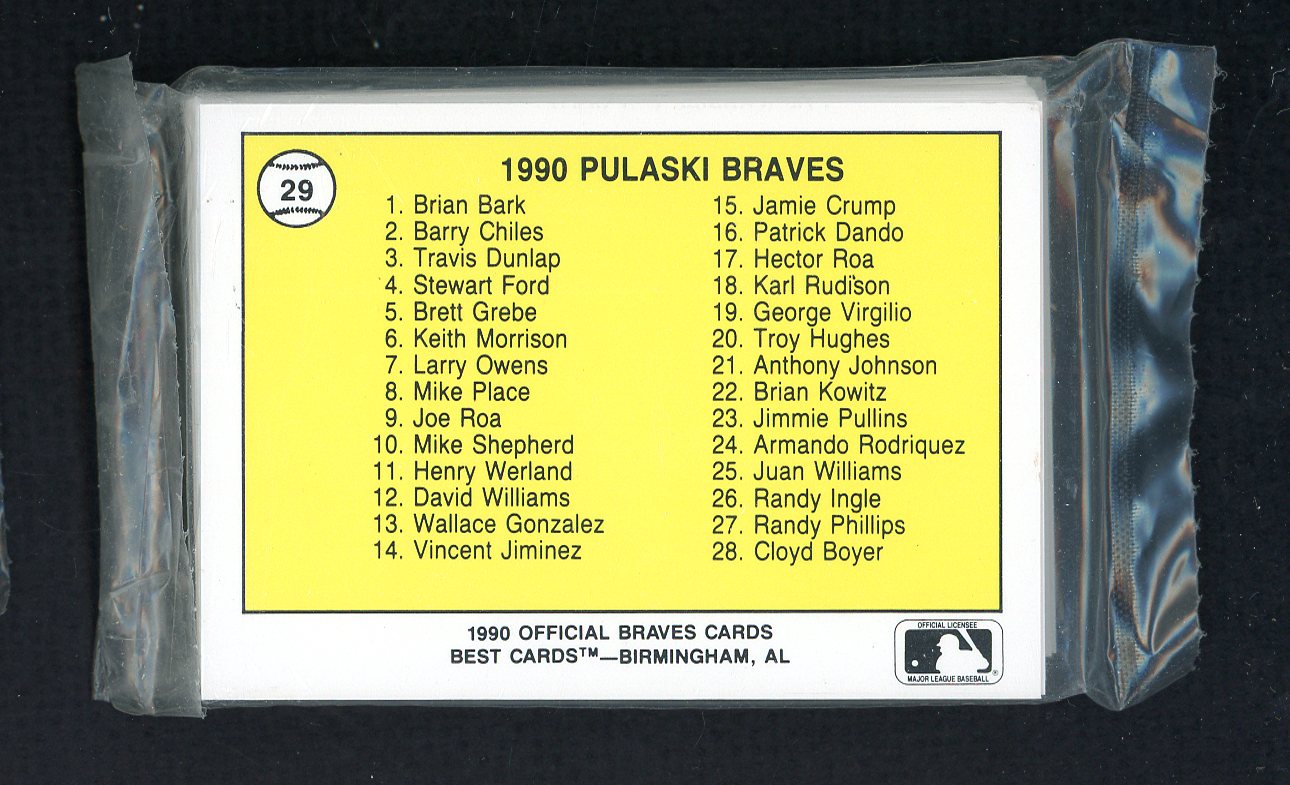 29
1990 PULASKI BRAVES
1. Brian Bark
2. Barry Chiles
3. Travis Dunlap
4. Stewart Ford
5. Brett Grebe
6. Keith Morrison
7. Larry Owens
8. Mike Place
9. Joe Roa
10. Mike Shepherd
11. Henry Werland
12. David Williams
13. Wallace Gonzalez
14. Vincent Jiminez
15. Jamie Crump
16. Patrick Dando
17. Hector Roa
18. Karl Rudison
19. George Virgilio
20. Troy Hughes
21. Anthony Johnson
22. Brian Kowitz
23. Jimmie Pullins
24. Armando Rodriquez
25. Juan Williams
26. Randy Ingle
27. Randy Phillips
28. Cloyd Boyer
1990 OFFICIAL BRAVES CARDS
BEST CARDS™—BIRMINGHAM, AL
OFFICIAL LICENSEE
MAJOR LEAGUE BASEBALL®